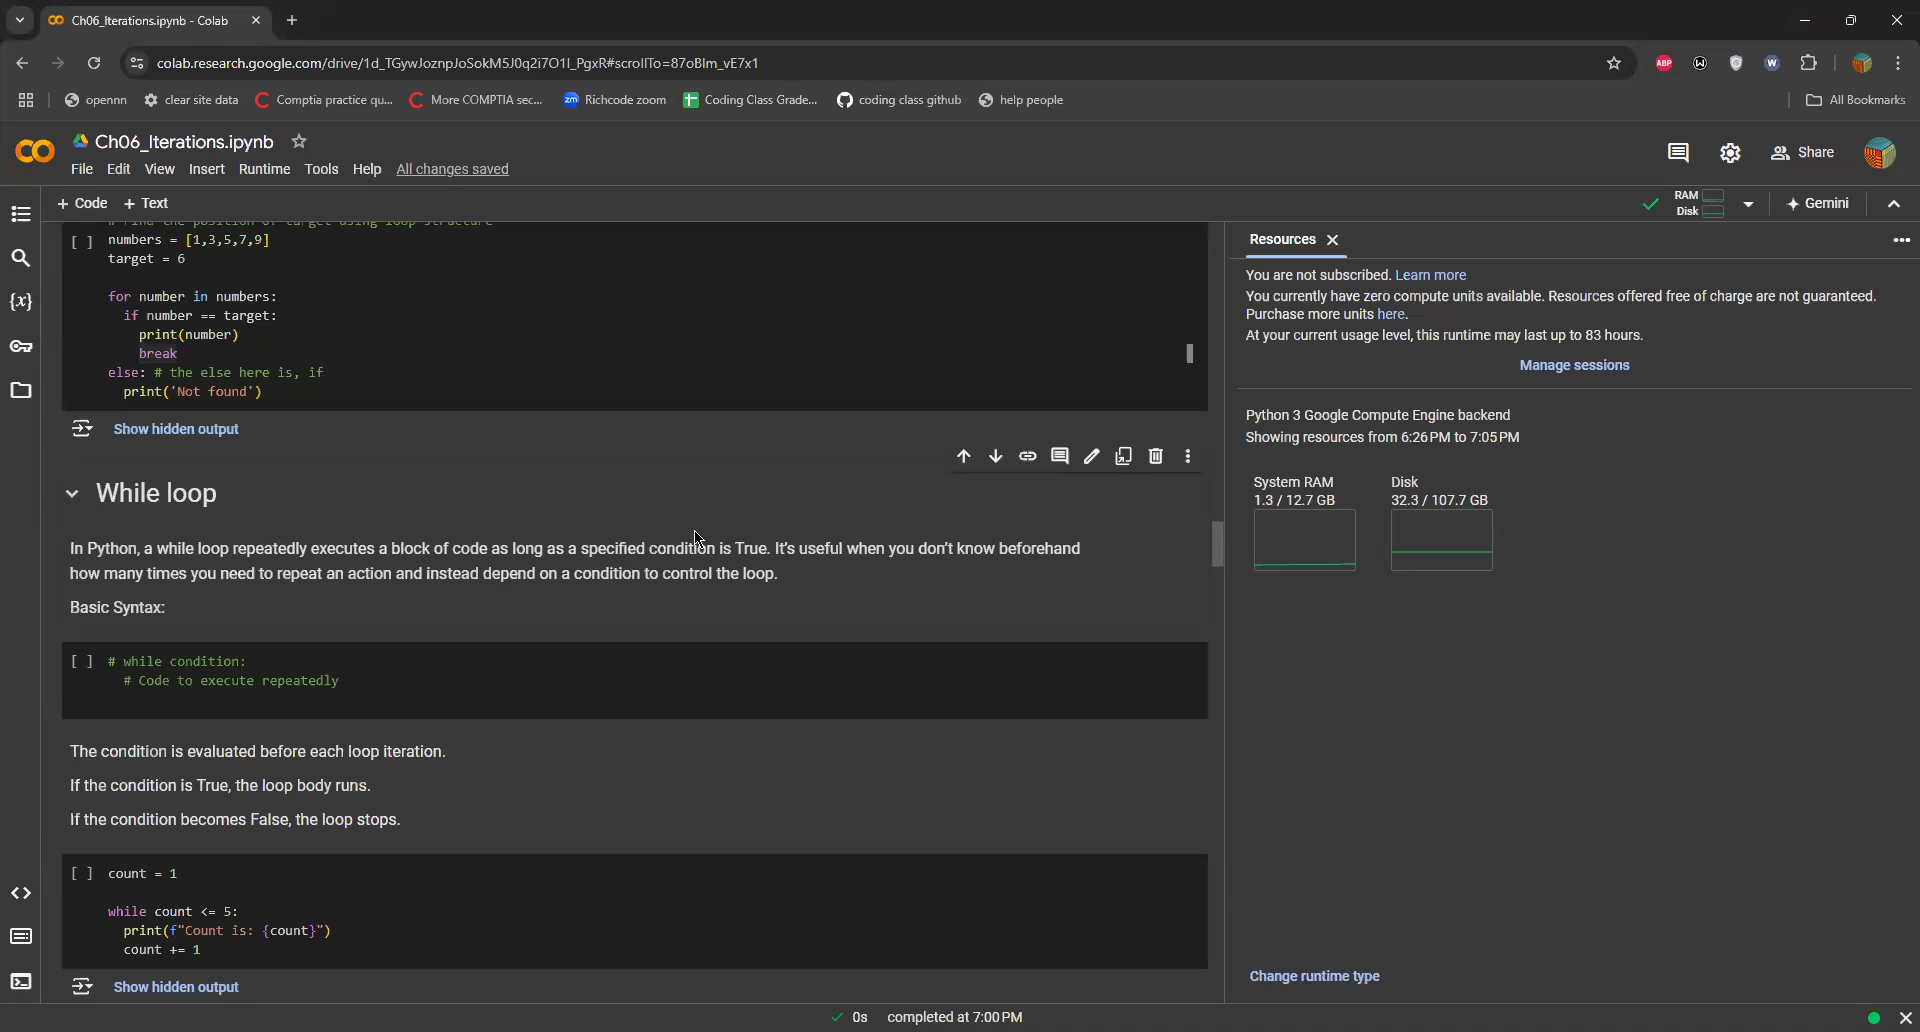 Ch06_Iterations.ipynb - Colab
colab.research.google.com/drive/1d_TGywJoznpJoSokM5J0q2i7O1I_PgxR#scrollTo=87oBIm_vE7x1
ABP
W
opennn
clear site data
Comptia practice qu...
More COMPTIA sec...
zm
Richcode zoom
Coding Class Grade...
coding class github
help people
All Bookmarks
Ch06_Iterations.ipynb
File Edit View Insert Runtime Tools Help All changes saved
Share
+ Code + Text
RAM
Disk
Gemini
[ ] numbers = [1,3,5,7,9]
target = 6
for number in numbers:
if number == target:
print(number)
break
else: # the else here is, if
print('Not found')
Show hidden output
While loop
In Python, a while loop repeatedly executes a block of code as long as a specified condition is True. It's useful when you don't know beforehand
how many times you need to repeat an action and instead depend on a condition to control the loop.
Basic Syntax:
[ ] # while condition:
# Code to execute repeatedly
The condition is evaluated before each loop iteration.
If the condition is True, the loop body runs.
If the condition becomes False, the loop stops.
[ ] count = 1
while count <= 5:
print(f"Count is: {count}")
count += 1
Show hidden output
Resources
You are not subscribed. Learn more
You currently have zero compute units available. Resources offered free of charge are not guaranteed.
Purchase more units here.
At your current usage level, this runtime may last up to 83 hours.
Manage sessions
Python 3 Google Compute Engine backend
Showing resources from 6:26 PM to 7:05 PM
System RAM
1.3 / 12.7 GB
Disk
32.3 / 107.7 GB
Change runtime type
0s completed at 7:00 PM